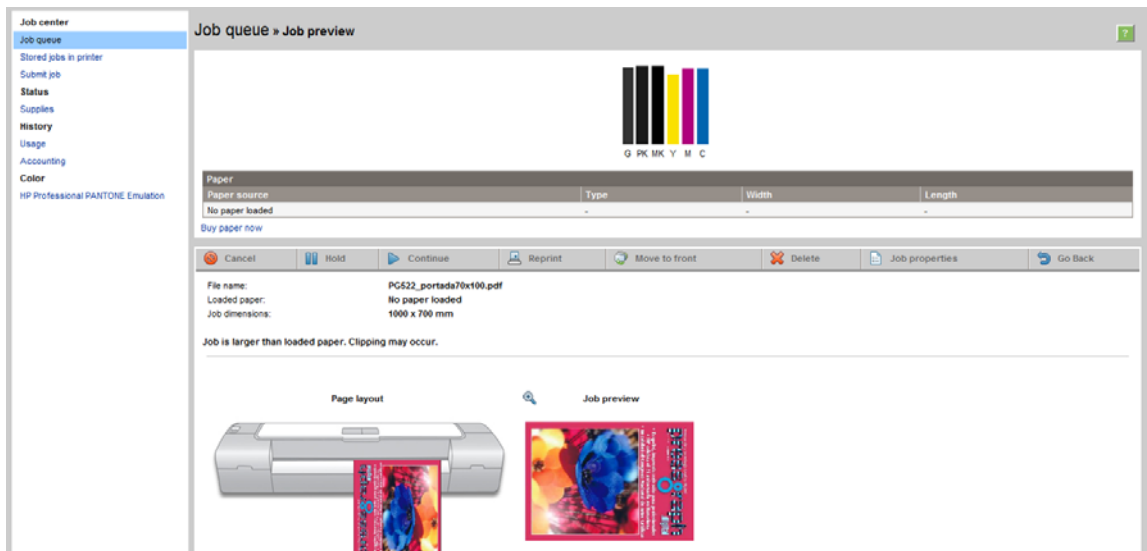 Job center
Job queue
Stored jobs in printer
Submit job
Status
Supplies
History
Usage
Accounting
Color
HP Professional PANTONE Emulation
Job queue » Job preview
?
G PK MK Y M C
Paper
Paper source Type Width Length
No paper loaded - - -
Buy paper now
Cancel Hold Continue Reprint Move to front Delete Job properties Go Back
File name: PG522_portada70x100.pdf
Loaded paper: No paper loaded
Job dimensions: 1000 x 700 mm
Job is larger than loaded paper. Clipping may occur.
Page layout Job preview